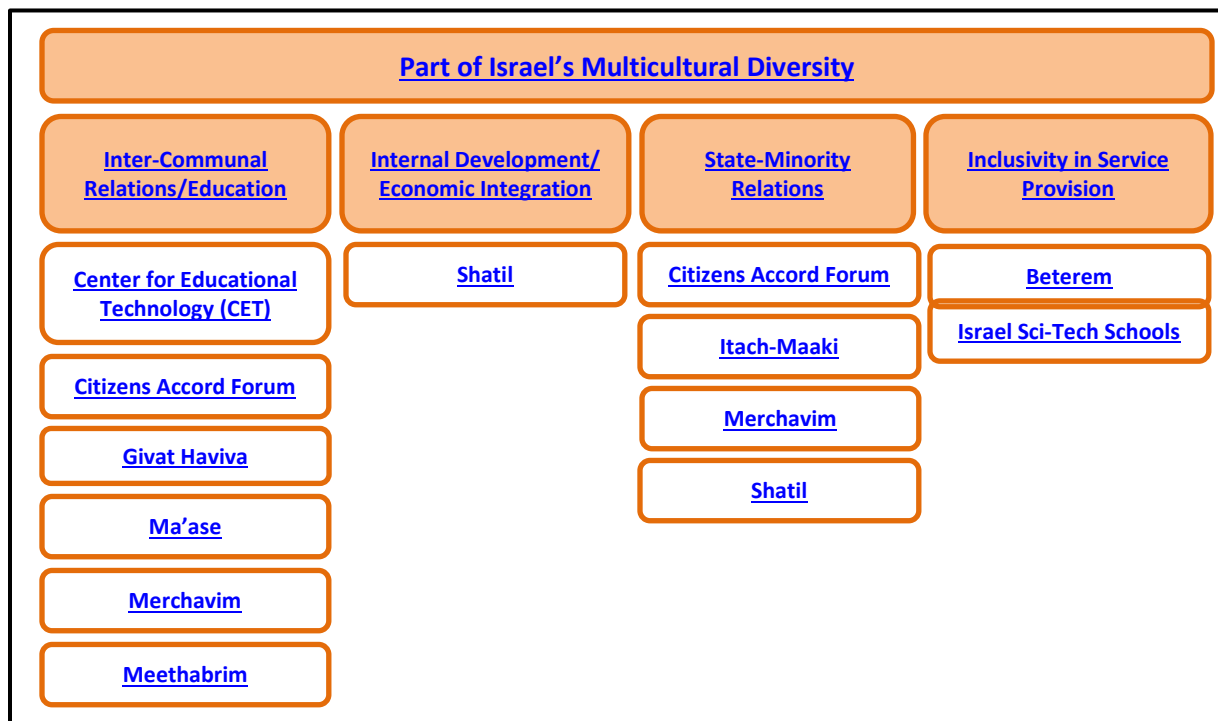 Part of Israel’s Multicultural Diversity
Inter-Communal
Relations/Education
Internal Development/
Economic Integration
State-Minority
Relations
Inclusivity in Service
Provision
Center for Educational
Technology (CET)
Citizens Accord Forum
Givat Haviva
Ma’ase
Merchavim
Meethabrim
Shatil
Citizens Accord Forum
Itach-Maaki
Merchavim
Shatil
Beterem
Israel Sci-Tech Schools